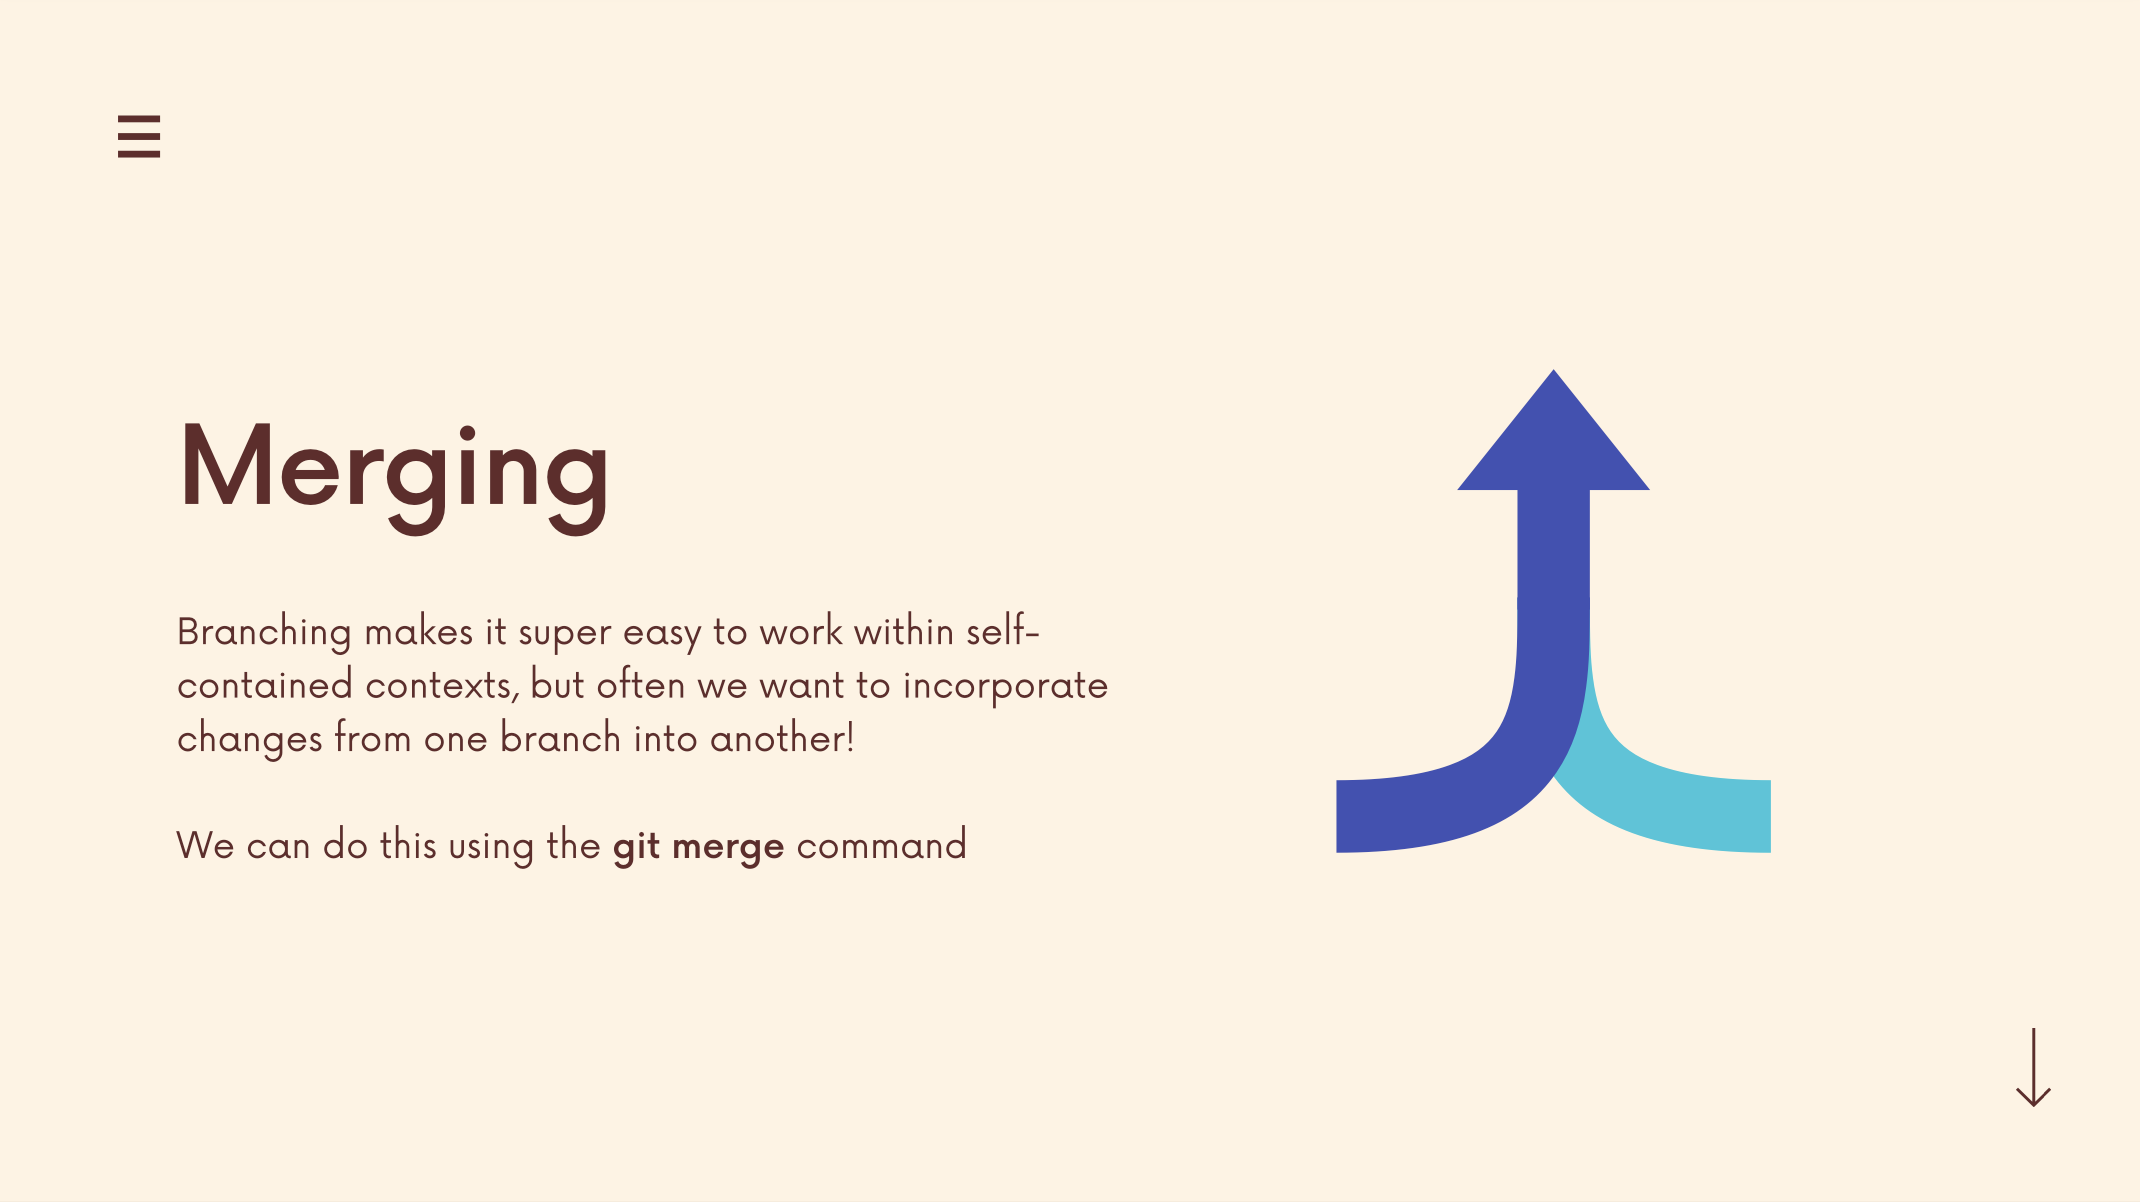 Merging
Branching makes it super easy to work within self-
contained contexts, but often we want to incorporate
changes from one branch into another!
We can do this using the git merge command